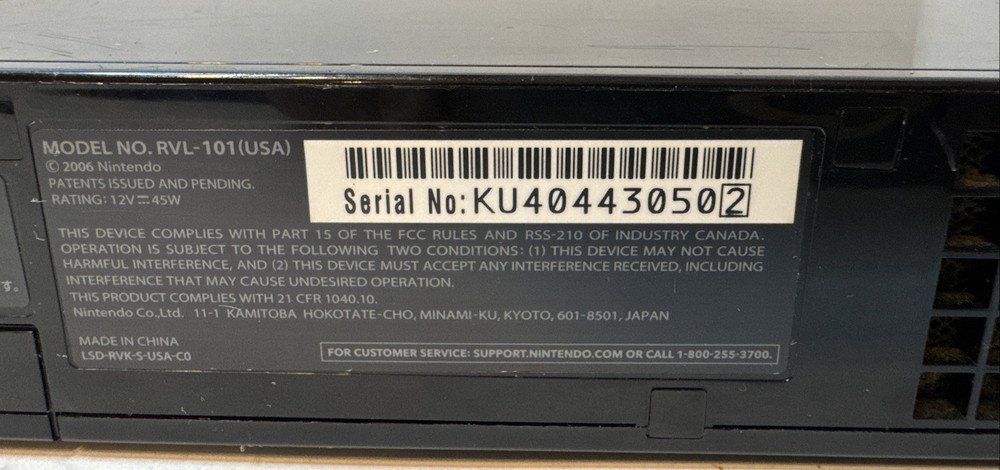 MODEL NO. RVL-101(USA)
© 2006 Nintendo
PATENTS ISSUED AND PENDING.
RATING: 12V⎓45W
Serial No:KU404430502
THIS DEVICE COMPLIES WITH PART 15 OF THE FCC RULES AND RSS-210 OF INDUSTRY CANADA.
OPERATION IS SUBJECT TO THE FOLLOWING TWO CONDITIONS: (1) THIS DEVICE MAY NOT CAUSE
HARMFUL INTERFERENCE, AND (2) THIS DEVICE MUST ACCEPT ANY INTERFERENCE RECEIVED, INCLUDING
INTERFERENCE THAT MAY CAUSE UNDESIRED OPERATION.
THIS PRODUCT COMPLIES WITH 21 CFR 1040.10.
Nintendo Co.,Ltd. 11-1 KAMITOBA HOKOTATE-CHO, MINAMI-KU, KYOTO, 601-8501, JAPAN
MADE IN CHINA
LSD-RVK-S-USA-C0
FOR CUSTOMER SERVICE: SUPPORT.NINTENDO.COM OR CALL 1-800-255-3700.
す。